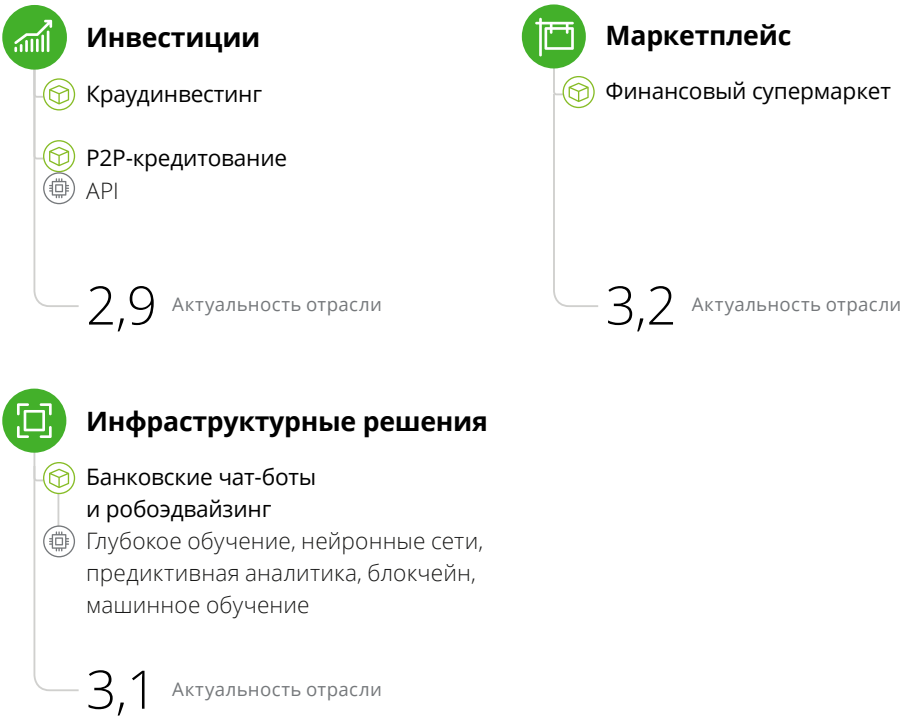 Инвестиции
Краудинвестинг
P2P-кредитование
API
2,9 Актуальность отрасли
Маркетплейс
Финансовый супермаркет
3,2 Актуальность отрасли
Инфраструктурные решения
Банковские чат-боты
и робоэдвайзинг
Глубокое обучение, нейронные сети,
предиктивная аналитика, блокчейн,
машинное обучение
3,1 Актуальность отрасли